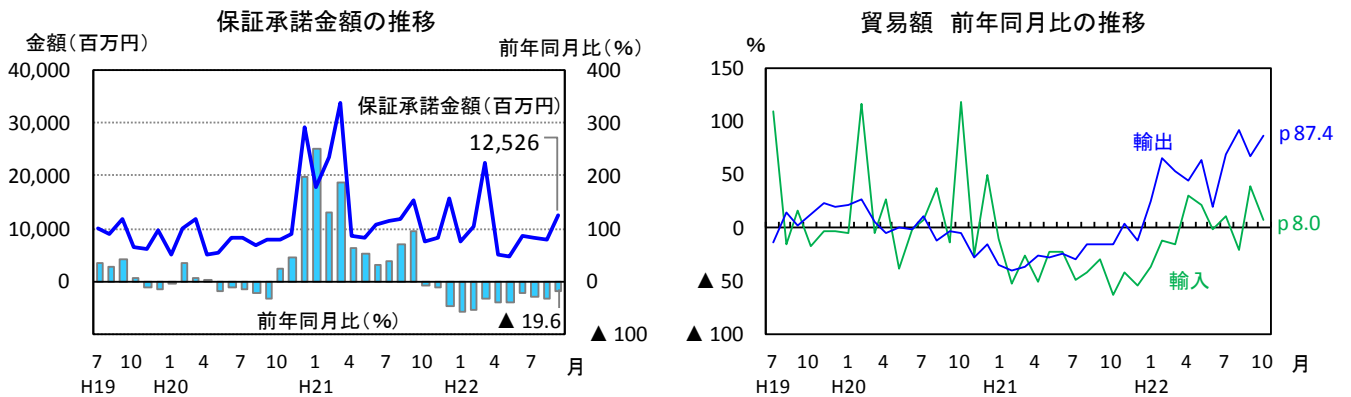 保証承諾金額の推移
金額(百万円)
前年同月比(%)
40,000
30,000
20,000
10,000
0
400
300
200
100
0
▲ 100
保証承諾金額(百万円)
12,526
前年同月比(%)
▲ 19.6
7 10 1 4 7 10 1 4 7 10 1 4 7 月
H19 H20 H21 H22
貿易額 前年同月比の推移
%
150
100
50
0
▲ 50
▲ 100
輸出
p 87.4
p 8.0
輸入
7 10 1 4 7 10 1 4 7 10 1 4 7 10 月
H19 H20 H21 H22